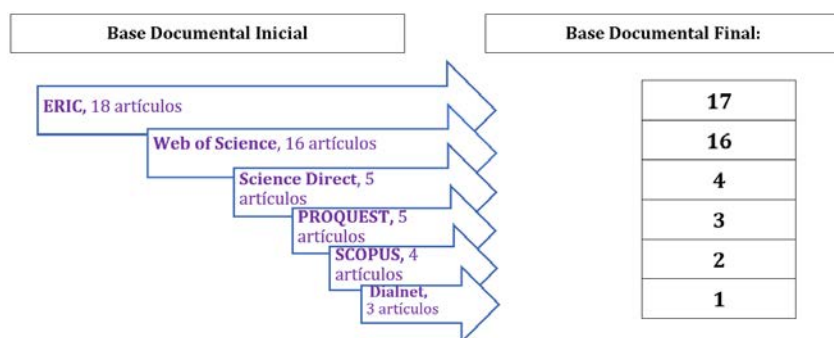 Base Documental Inicial
Base Documental Final:
ERIC, 18 artículos
Web of Science, 16 artículos
Science Direct, 5
artículos
PROQUEST, 5
artículos
SCOPUS, 4
artículos
Dialnet,
3 artículos
17
16
4
3
2
1